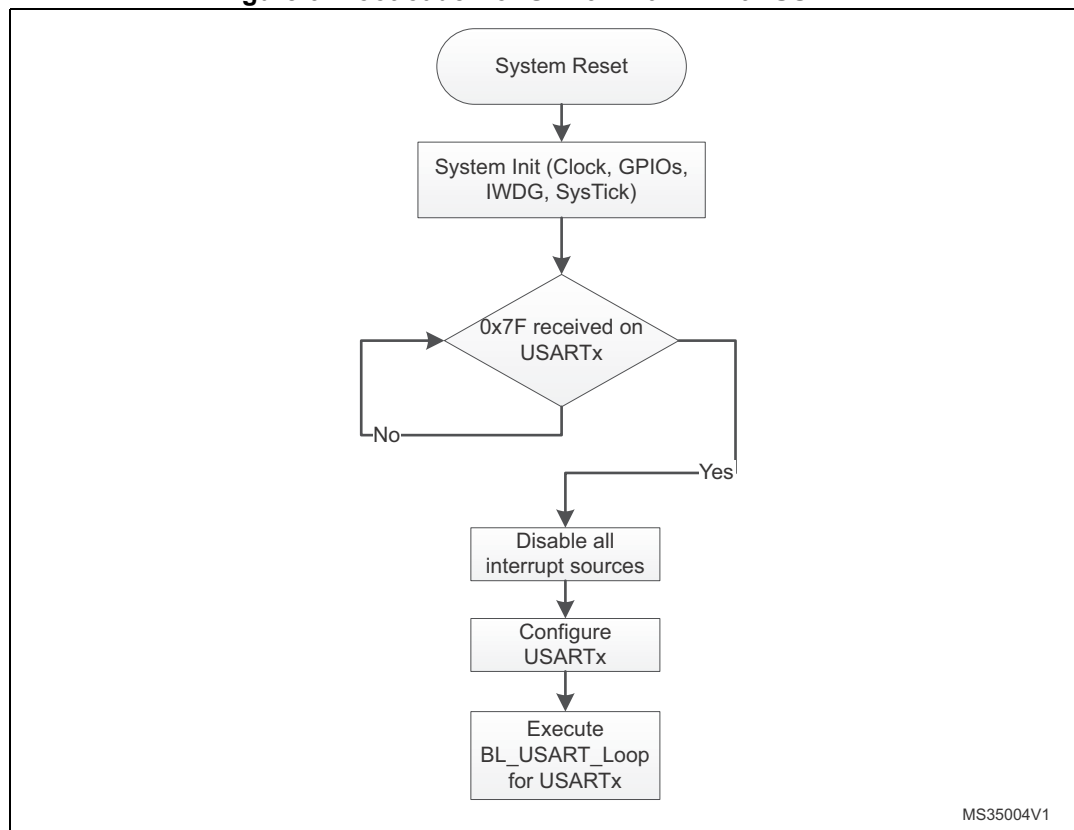 System Reset
System Init (Clock, GPIOs,
IWDG, SysTick)
0x7F received on
USARTx
No
Yes
Disable all
interrupt sources
Configure
USARTx
Execute
BL_USART_Loop
for USARTx
MS35004V1